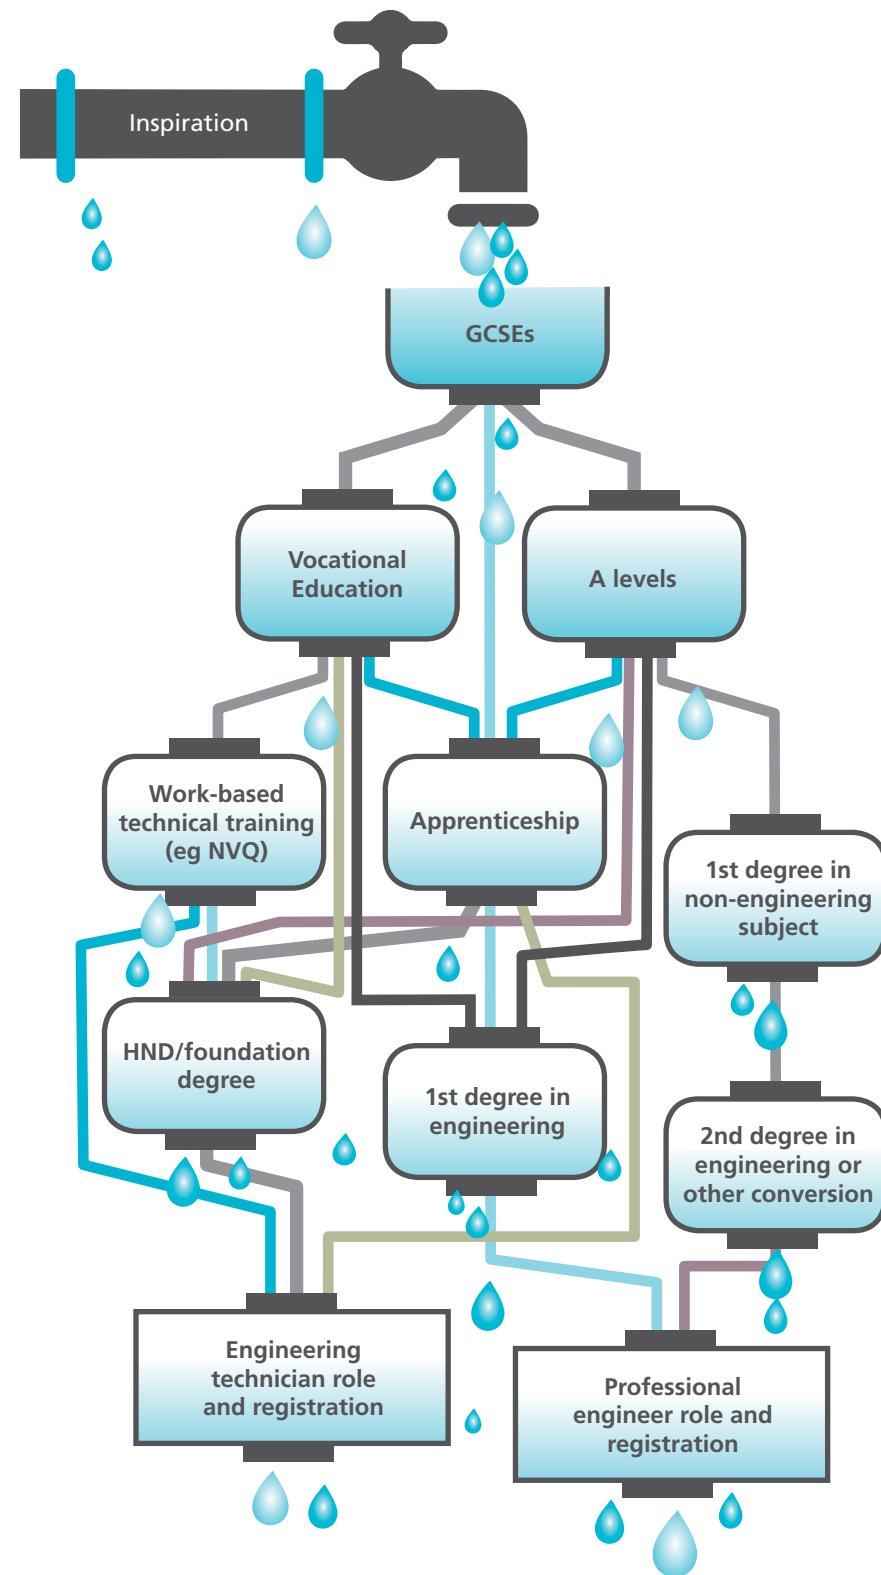 Inspiration
GCSEs
Vocational
Education
A levels
Work-based
technical training
(eg NVQ)
Apprenticeship
1st degree in
non-engineering
subject
HND/foundation
degree
1st degree in
engineering
2nd degree in
engineering or
other conversion
Engineering
technician role
and registration
Professional
engineer role and
registration